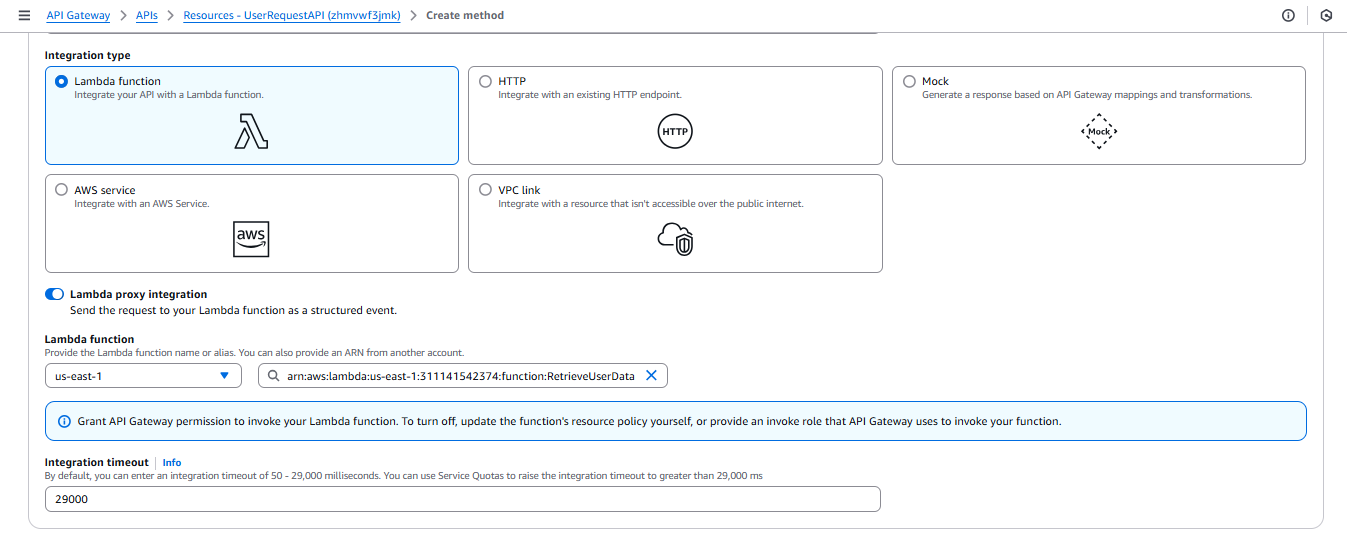 API Gateway > APIs > Resources - UserRequestAPI (zhmvwf3jmk) > Create method
Integration type
Lambda function
Integrate your API with a Lambda function.
HTTP
Integrate with an existing HTTP endpoint.
HTTP
Mock
Generate a response based on API Gateway mappings and transformations.
Mock
AWS service
Integrate with an AWS Service.
aws
VPC link
Integrate with a resource that isn't accessible over the public internet.
Lambda proxy integration
Send the request to your Lambda function as a structured event.
Lambda function
Provide the Lambda function name or alias. You can also provide an ARN from another account.
us-east-1
arn:aws:lambda:us-east-1:311141542374:function:RetrieveUserData
Grant API Gateway permission to invoke your Lambda function. To turn off, update the function's resource policy yourself, or provide an invoke role that API Gateway uses to invoke your function.
Integration timeout | Info
By default, you can enter an integration timeout of 50 - 29,000 milliseconds. You can use Service Quotas to raise the integration timeout to greater than 29,000 ms
29000